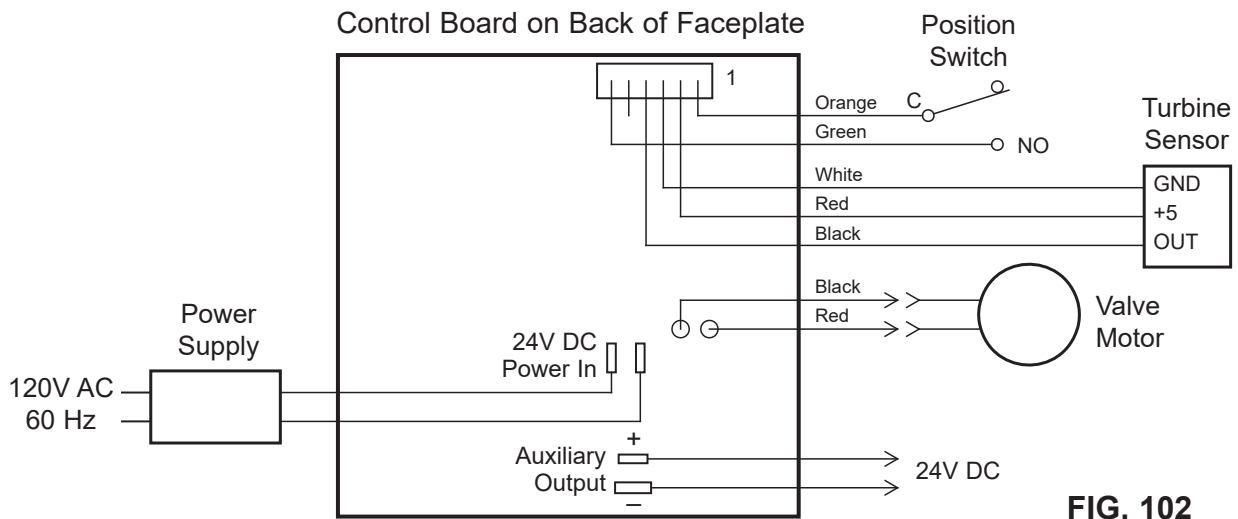 Control Board on Back of Faceplate
Position
Switch
1
Orange
C
Green
NO
Turbine
Sensor
White
GND
Red
+5
Black
OUT
Black
Red
Valve
Motor
Power
Supply
24V DC
Power In
120V AC
60 Hz
+
Auxiliary
Output
–
24V DC
FIG. 102